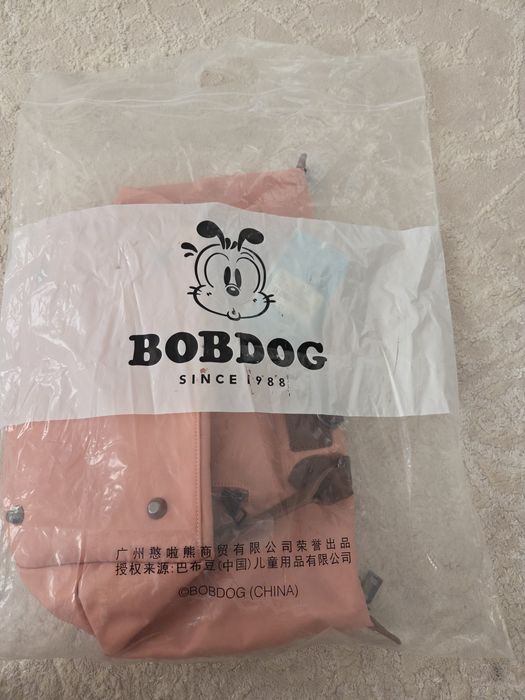 BOBDOG
SINCE 1988
广州憨啦熊商贸有限公司荣誉出品
授权来源:巴布豆(中国)儿童用品有限公司
©BOBDOG (CHINA)